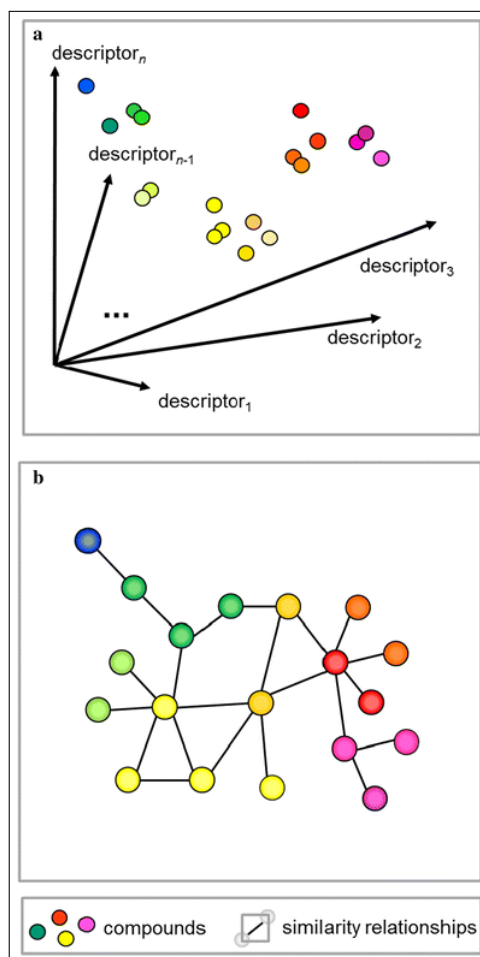 a
descriptorₙ
descriptorₙ₋₁
descriptor₃
...
descriptor₂
descriptor₁
b
compounds
similarity relationships